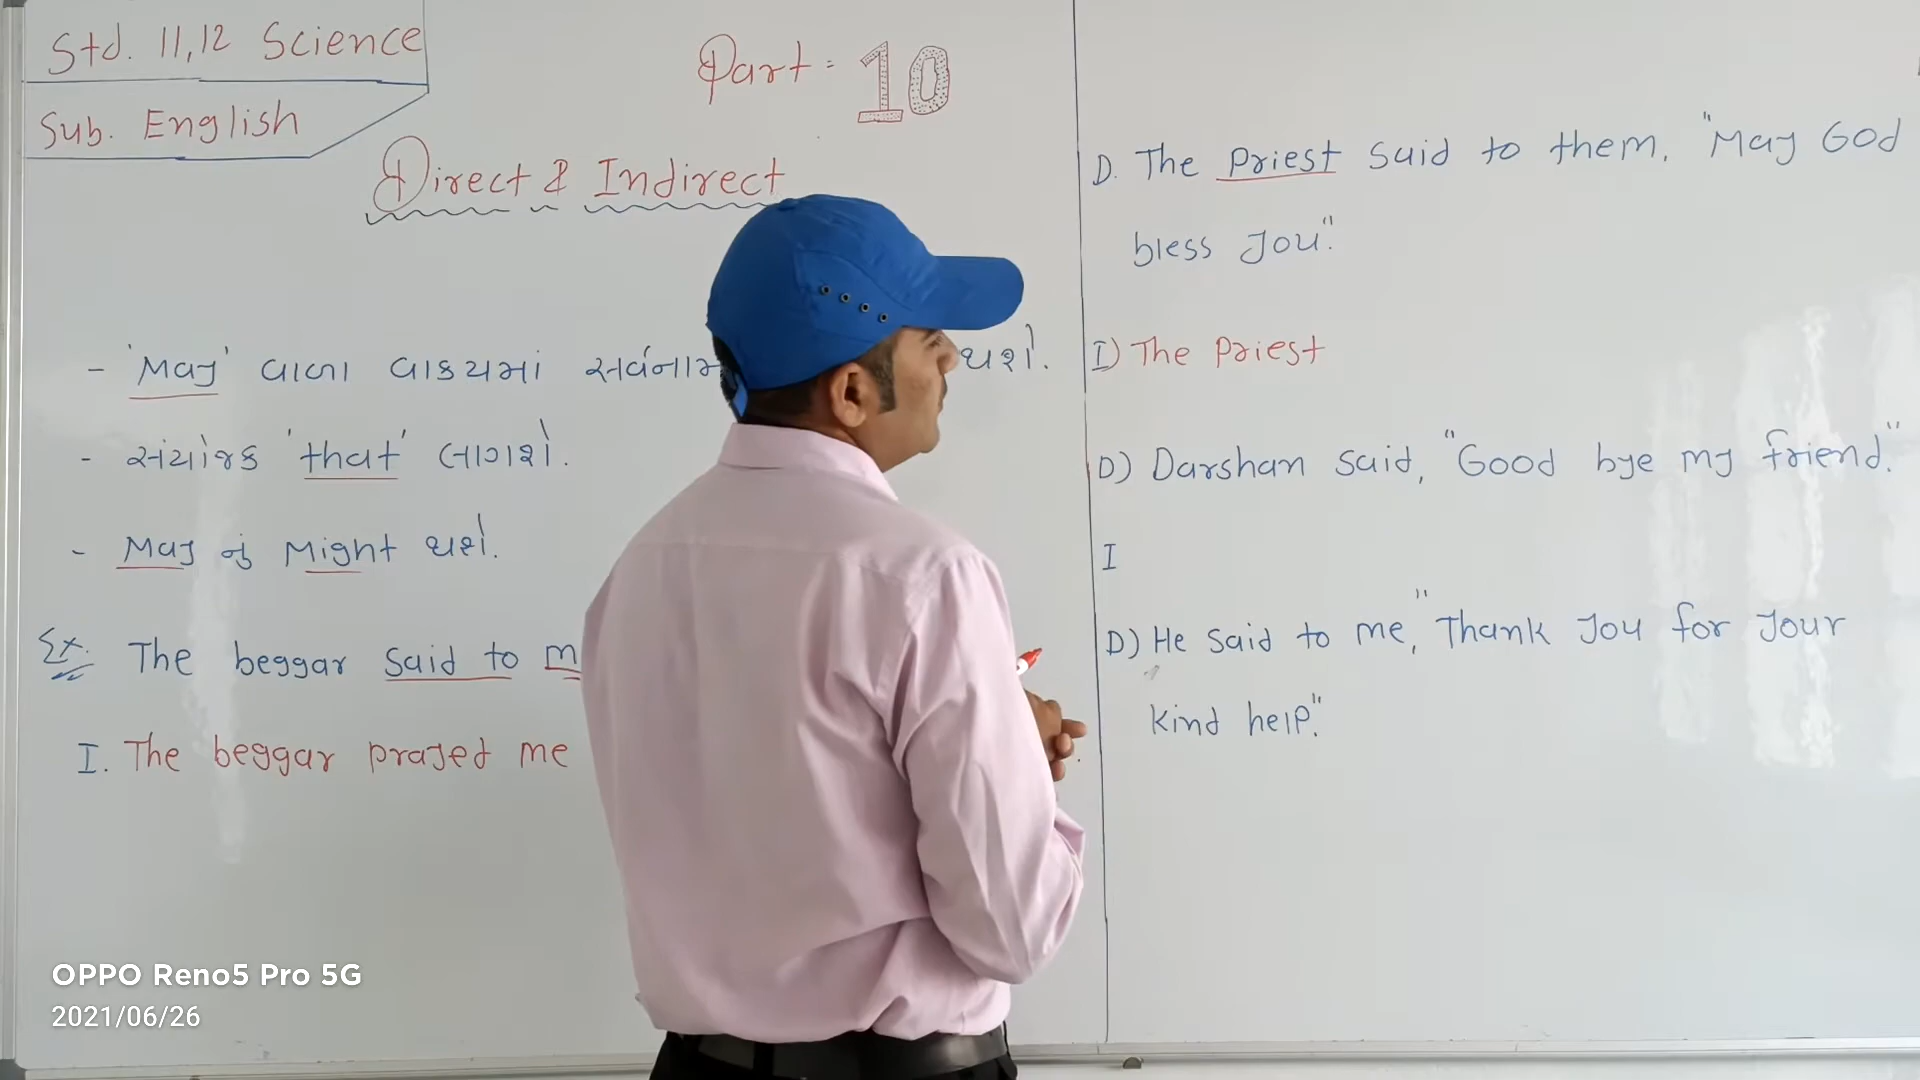 Std. 11,12 Science
Sub. English
Part : 10
Direct & Indirect
- 'May' વાળા વાકયમાં થશે.
- સંયોજક 'that' લાગશે.
- May નું Might થશે.
Ex. The beggar said to
I. The beggar prayed me
D. The Priest said to them, "May God
bless you".
I) The Priest
D) Darshan said, "Good bye my friend."
I
D) He said to me, "Thank you for your
kind help."
OPPO Reno5 Pro 5G
2021/06/26